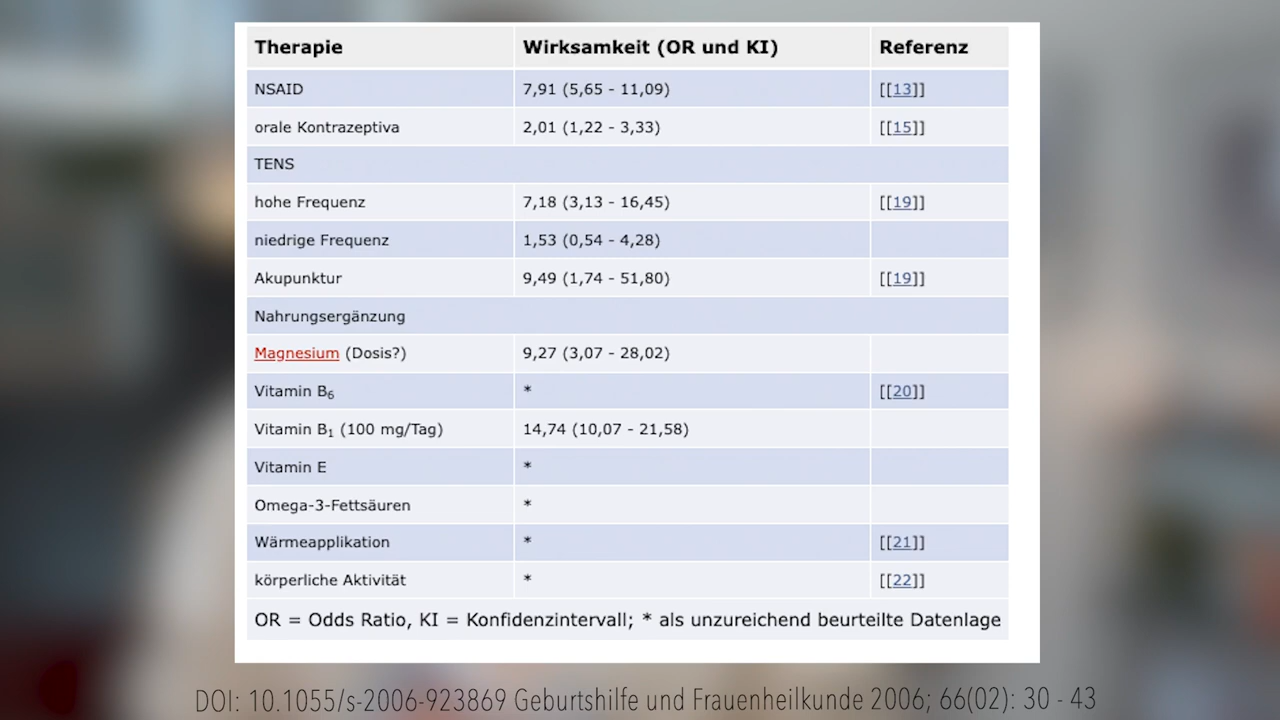 Therapie Wirksamkeit (OR und KI) Referenz
NSAID 7,91 (5,65 - 11,09) [[13]]
orale Kontrazeptiva 2,01 (1,22 - 3,33) [[15]]
TENS
hohe Frequenz 7,18 (3,13 - 16,45) [[19]]
niedrige Frequenz 1,53 (0,54 - 4,28)
Akupunktur 9,49 (1,74 - 51,80) [[19]]
Nahrungsergänzung
Magnesium (Dosis?) 9,27 (3,07 - 28,02)
Vitamin B₆ * [[20]]
Vitamin B₁ (100 mg/Tag) 14,74 (10,07 - 21,58)
Vitamin E *
Omega-3-Fettsäuren *
Wärmeapplikation * [[21]]
körperliche Aktivität * [[22]]
OR = Odds Ratio, KI = Konfidenzintervall; * als unzureichend beurteilte Datenlage
DOI: 10.1055/s-2006-923869 Geburtshilfe und Frauenheilkunde 2006; 66(02): 30 - 43